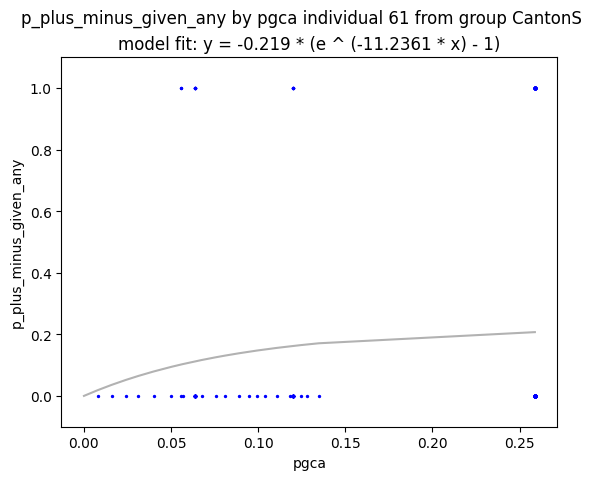 p_plus_minus_given_any by pgca individual 61 from group CantonS
model fit: y = -0.219 * (e ^ (-11.2361 * x) - 1)
1.0
0.8
0.6
0.4
0.2
0.0
p_plus_minus_given_any
0.00 0.05 0.10 0.15 0.20 0.25
pgca